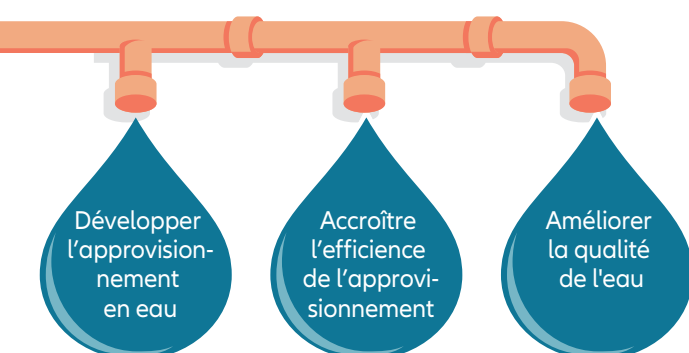 Développer
l’approvision-
nement
en eau
Accroître
l’efficience
de l’approvi-
sionnement
Améliorer
la qualité
de l'eau